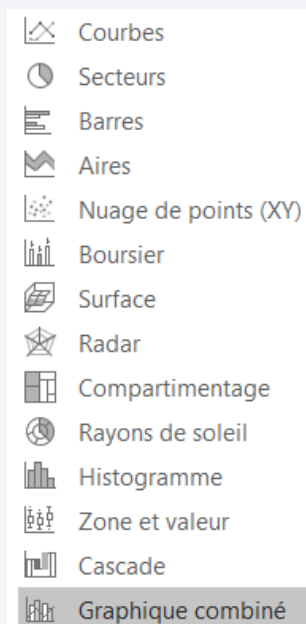 Courbes
Secteurs
Barres
Aires
Nuage de points (XY)
Boursier
Surface
Radar
Compartimentage
Rayons de soleil
Histogramme
Zone et valeur
Cascade
Graphique combiné